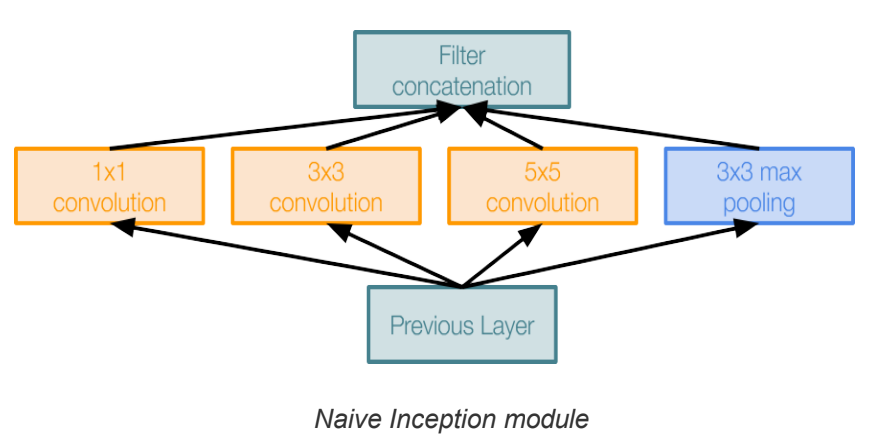 Filter
concatenation
1x1
convolution
3x3
convolution
5x5
convolution
3x3 max
pooling
Previous Layer
Naive Inception module